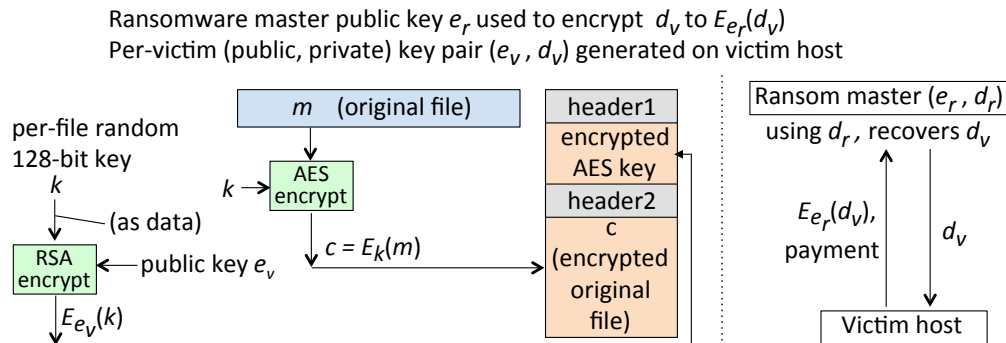 Ransomware master public key e_r used to encrypt d_v to E_{e_r}(d_v)
Per-victim (public, private) key pair (e_v , d_v) generated on victim host
per-file random
128-bit key
k
(as data)
RSA
encrypt
public key e_v
E_{e_v}(k)
m (original file)
k
AES
encrypt
c = E_k(m)
header1
encrypted
AES key
header2
c
(encrypted
original
file)
Ransom master (e_r , d_r)
using d_r , recovers d_v
E_{e_r}(d_v),
payment
d_v
Victim host